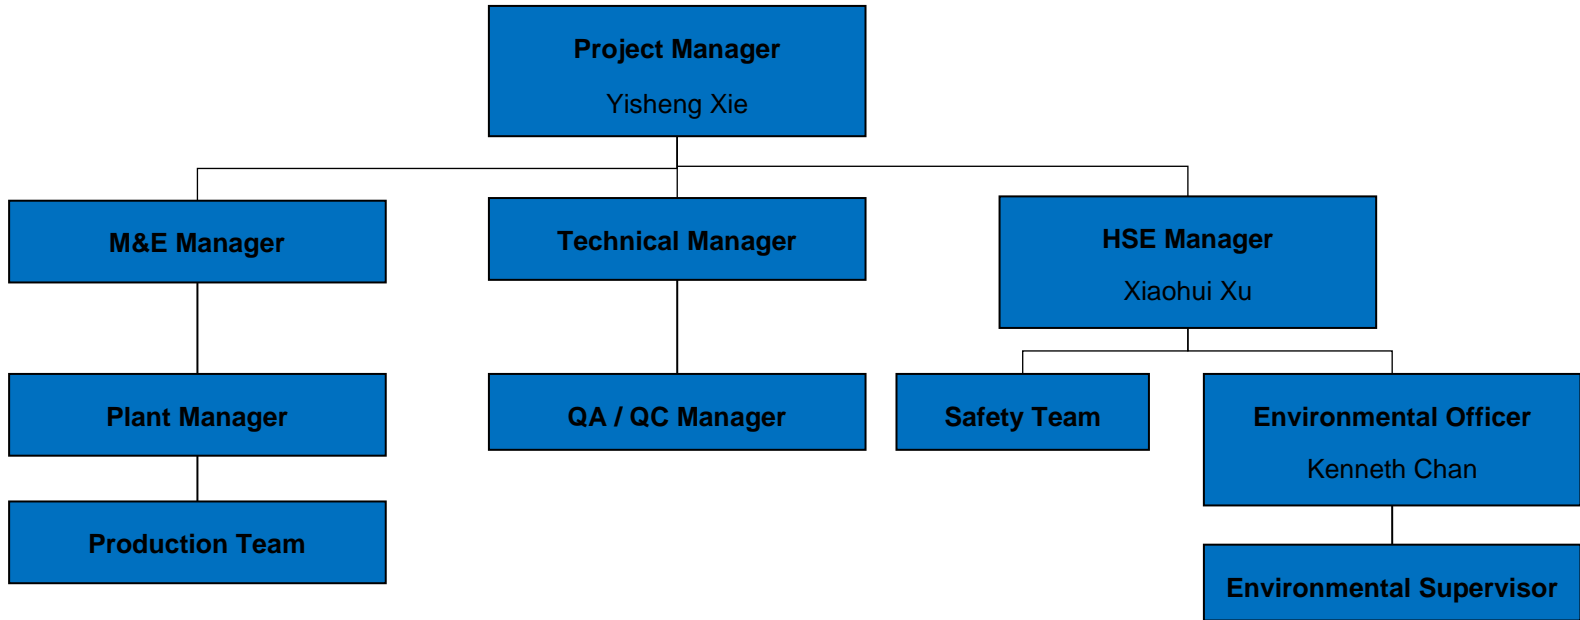 Project Manager
Yisheng Xie
M&E Manager
Technical Manager
HSE Manager
Xiaohui Xu
Plant Manager
QA / QC Manager
Safety Team
Environmental Officer
Kenneth Chan
Production Team
Environmental Supervisor